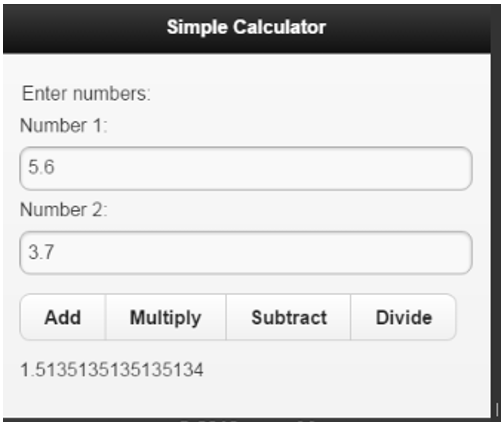 Simple Calculator
Enter numbers:
Number 1:
5.6
Number 2:
3.7
Add Multiply Subtract Divide
1.5135135135135134